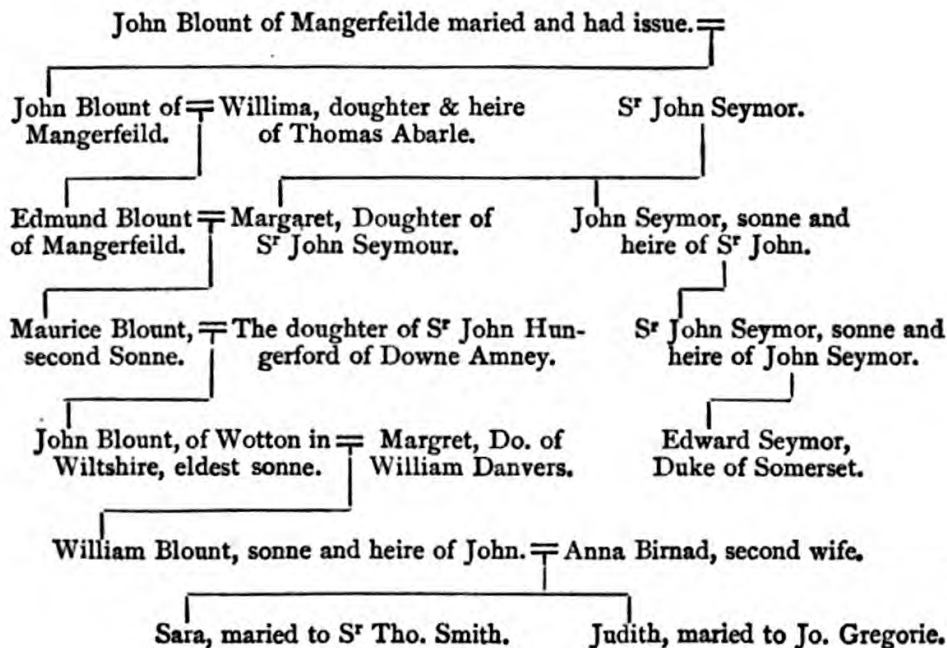 John Blount of Mangerfeilde maried and had issue.
John Blount of Willima, doughter & heire Sʳ John Seymor.
Mangerfeild. of Thomas Abarle.
Edmund Blount Margaret, Doughter of John Seymor, sonne and
of Mangerfeild. Sʳ John Seymour. heire of Sʳ John.
Maurice Blount, The doughter of Sʳ John Hun- Sʳ John Seymor, sonne and
second Sonne. gerford of Downe Amney. heire of John Seymor.
John Blount, of Wotton in Margret, Do. of Edward Seymor,
Wiltshire, eldest sonne. William Danvers. Duke of Somerset.
William Blount, sonne and heire of John. Anna Birnad, second wife.
Sara, maried to Sʳ Tho. Smith. Judith, maried to Jo. Gregorie.